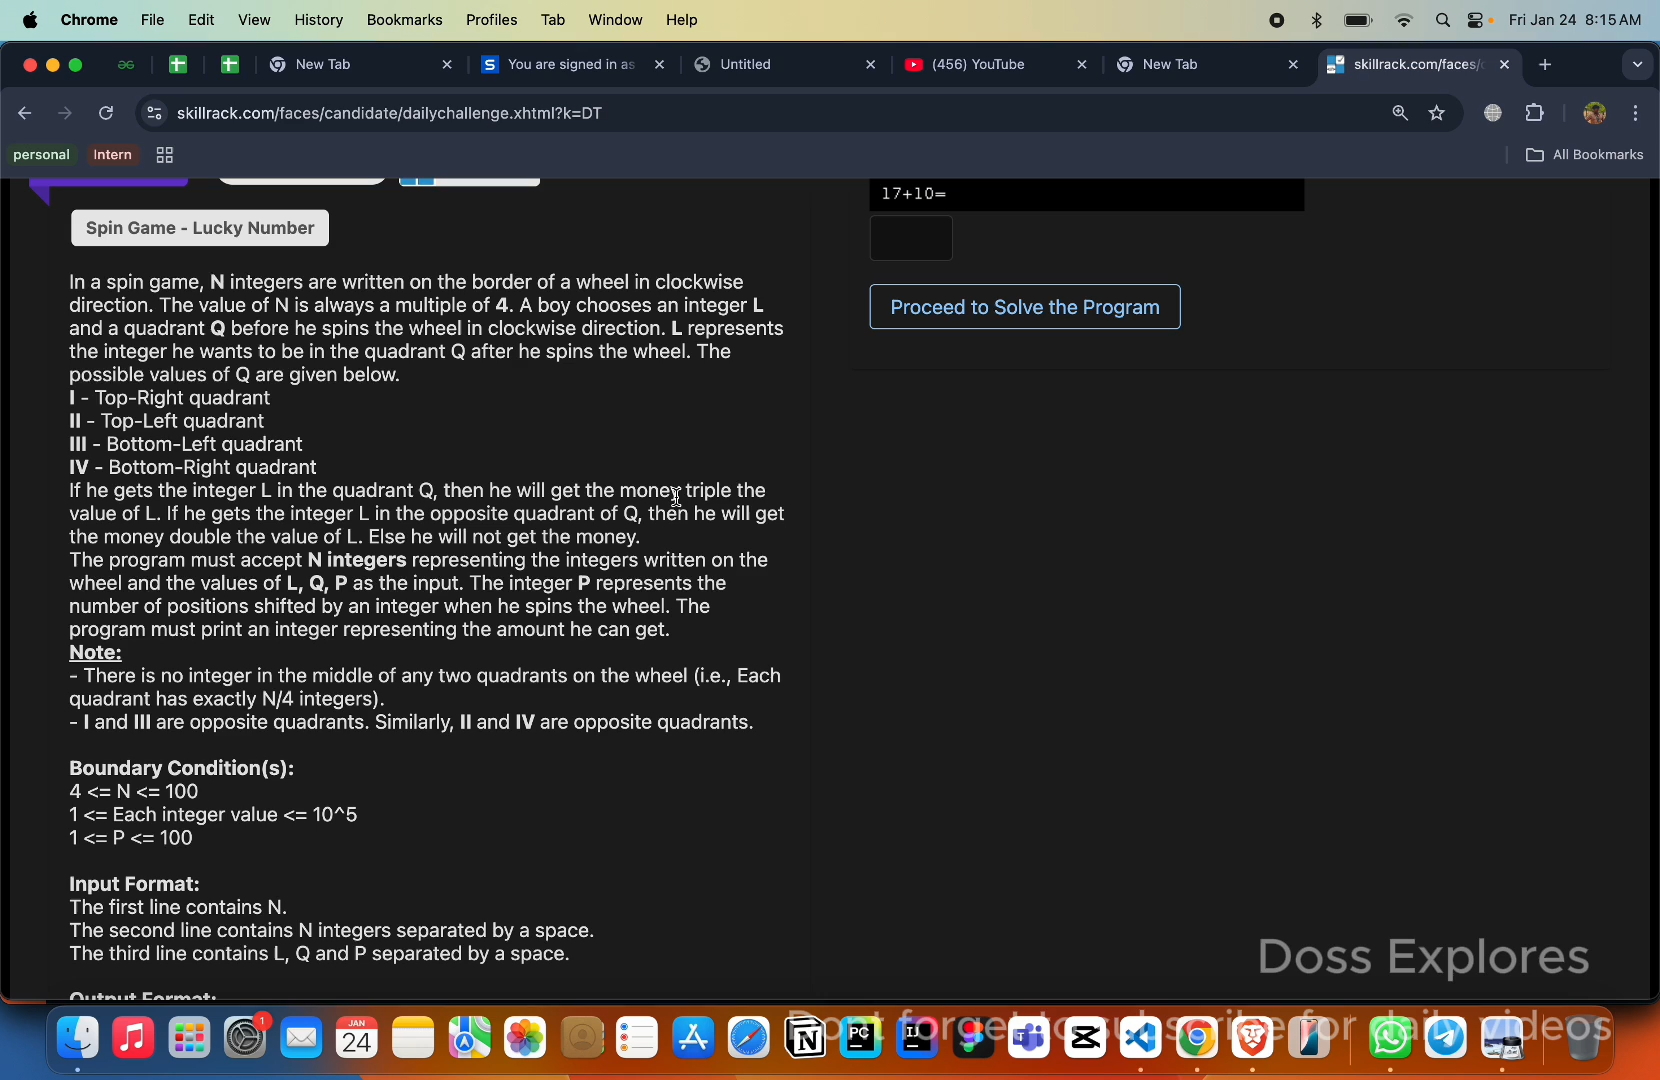 Chrome File Edit View History Bookmarks Profiles Tab Window Help Fri Jan 24 8:15 AM
New Tab You are signed in as Untitled (456) YouTube New Tab skillrack.com/faces/
skillrack.com/faces/candidate/dailychallenge.xhtml?k=DT
personal Intern All Bookmarks
17+10=
Spin Game - Lucky Number
In a spin game, N integers are written on the border of a wheel in clockwise
direction. The value of N is always a multiple of 4. A boy chooses an integer L
and a quadrant Q before he spins the wheel in clockwise direction. L represents
the integer he wants to be in the quadrant Q after he spins the wheel. The
possible values of Q are given below.
I - Top-Right quadrant
II - Top-Left quadrant
III - Bottom-Left quadrant
IV - Bottom-Right quadrant
If he gets the integer L in the quadrant Q, then he will get the money triple the
value of L. If he gets the integer L in the opposite quadrant of Q, then he will get
the money double the value of L. Else he will not get the money.
The program must accept N integers representing the integers written on the
wheel and the values of L, Q, P as the input. The integer P represents the
number of positions shifted by an integer when he spins the wheel. The
program must print an integer representing the amount he can get.
Note:
- There is no integer in the middle of any two quadrants on the wheel (i.e., Each
quadrant has exactly N/4 integers).
- I and III are opposite quadrants. Similarly, II and IV are opposite quadrants.
Boundary Condition(s):
4 <= N <= 100
1 <= Each integer value <= 10^5
1 <= P <= 100
Input Format:
The first line contains N.
The second line contains N integers separated by a space.
The third line contains L, Q and P separated by a space.
Output Format:
Proceed to Solve the Program
Doss Explores
Dont forget to subscribe for daily videos
JAN
24
1
PC
IJ